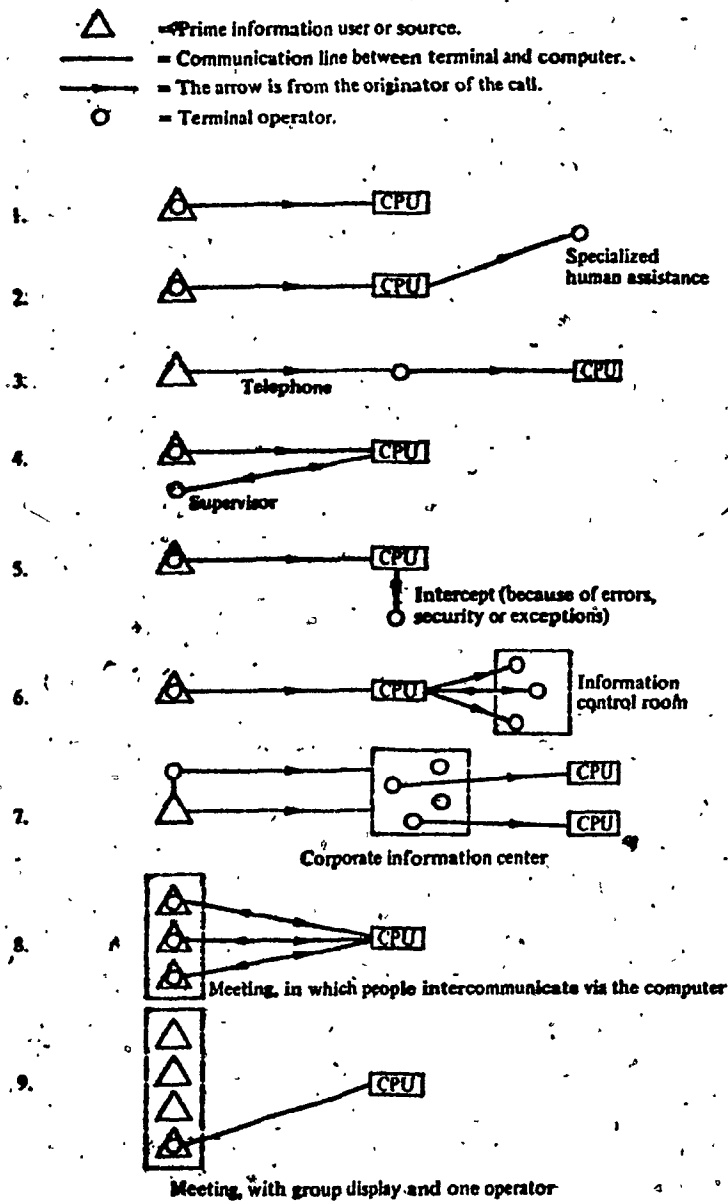 = Prime information user or source.
= Communication line between terminal and computer.
= The arrow is from the originator of the call.
= Terminal operator.
1. CPU
Specialized
human assistance
2. CPU
3. Telephone CPU
4. CPU
Supervisor
5. CPU
Intercept (because of errors,
security or exceptions)
6. CPU Information
control room
CPU
7. CPU
Corporate information center
8. CPU
Meeting, in which people intercommunicate via the computer
9. CPU
Meeting, with group display and one operator